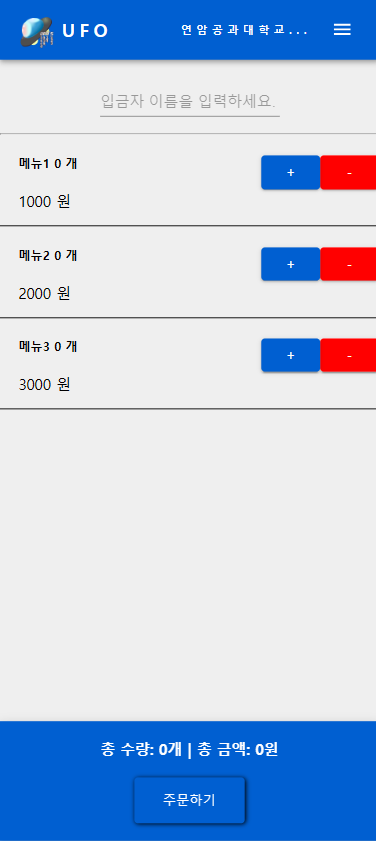 UFO 연암공과대학교...
입금자 이름을 입력하세요.
메뉴1 0 개 + -
1000 원
메뉴2 0 개 + -
2000 원
메뉴3 0 개 + -
3000 원
총 수량: 0개 | 총 금액: 0원
주문하기